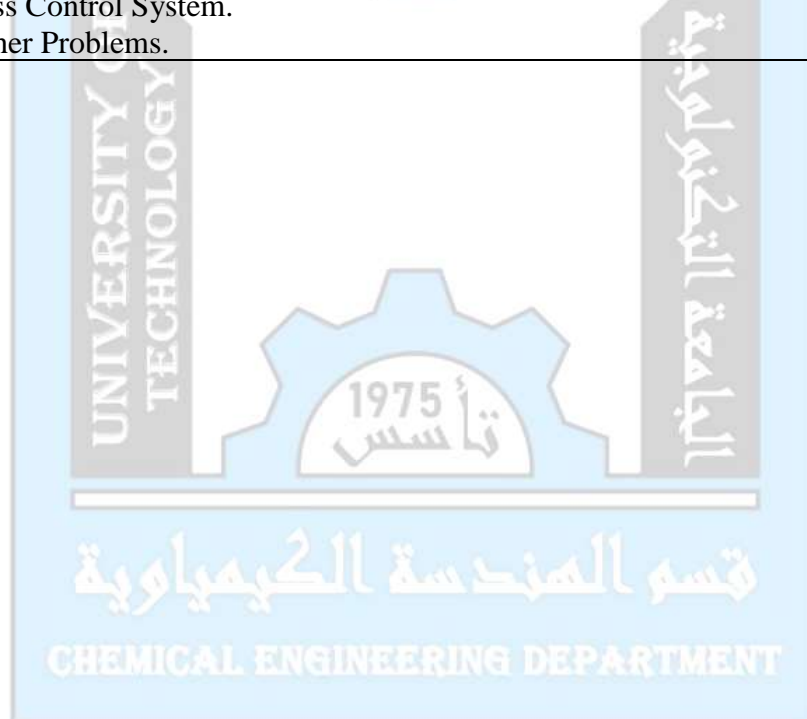 ss Control System.
ner Problems.
UNIVERSITY OF
TECHNOLOGY
الجامعة التكنولوجية
1975
تأسس
قسم الهندسة الكيمياوية
CHEMICAL ENGINEERING DEPARTMENT